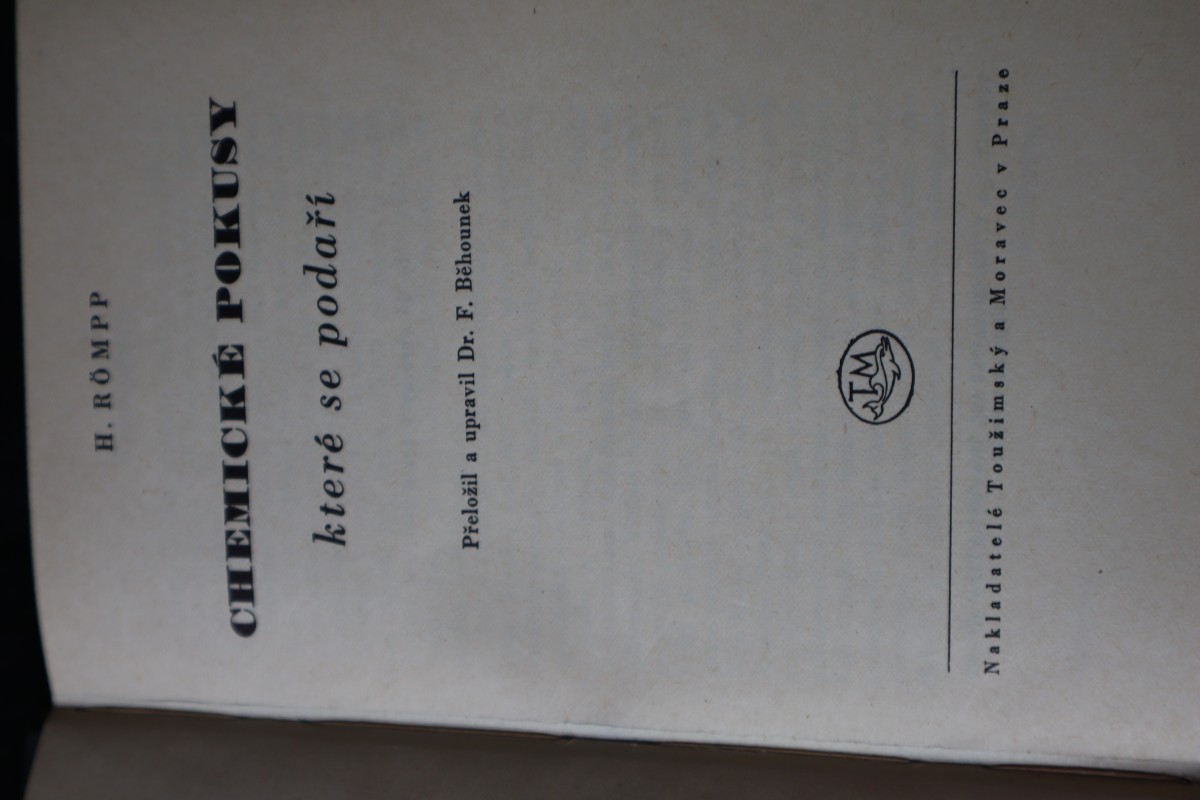 H. RÖMPP
CHEMICKÉ POKUSY
které se podaří
Přeložil a upravil Dr. F. Běhounek
TM
Nakladatelé Toužimský a Moravec v Praze